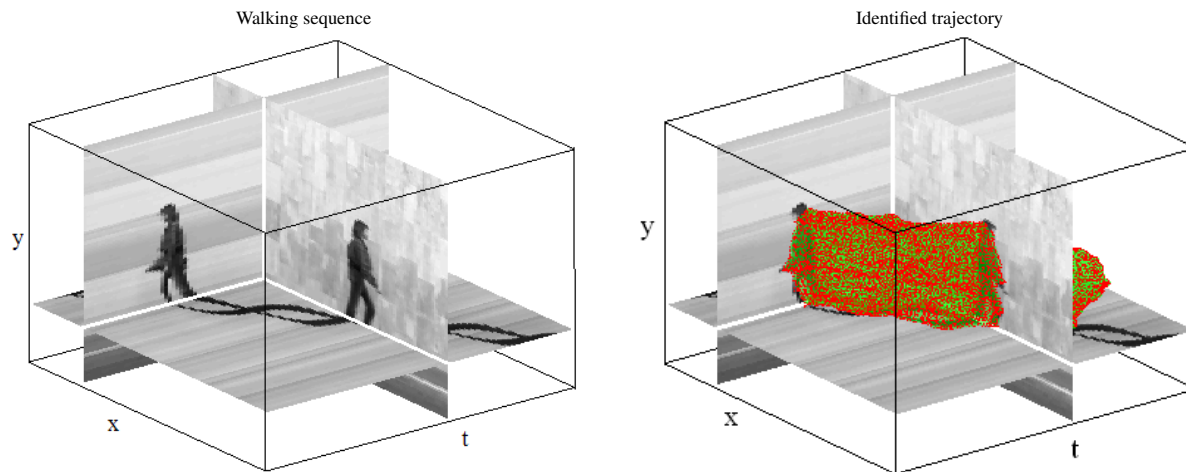 Walking sequence
Identified trajectory
y
x
t
y
x
t